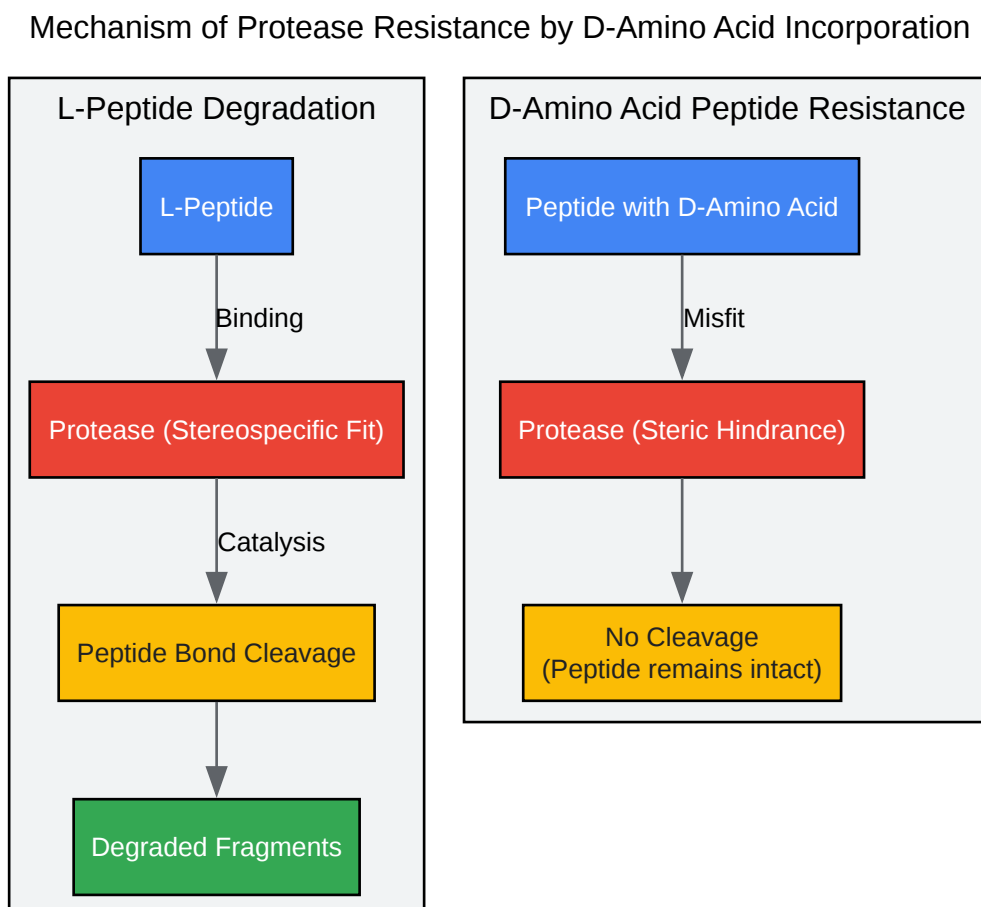 Mechanism of Protease Resistance by D-Amino Acid Incorporation
L-Peptide Degradation
L-Peptide
Binding
Protease (Stereospecific Fit)
Catalysis
Peptide Bond Cleavage
Degraded Fragments
D-Amino Acid Peptide Resistance
Peptide with D-Amino Acid
Misfit
Protease (Steric Hindrance)
No Cleavage
(Peptide remains intact)